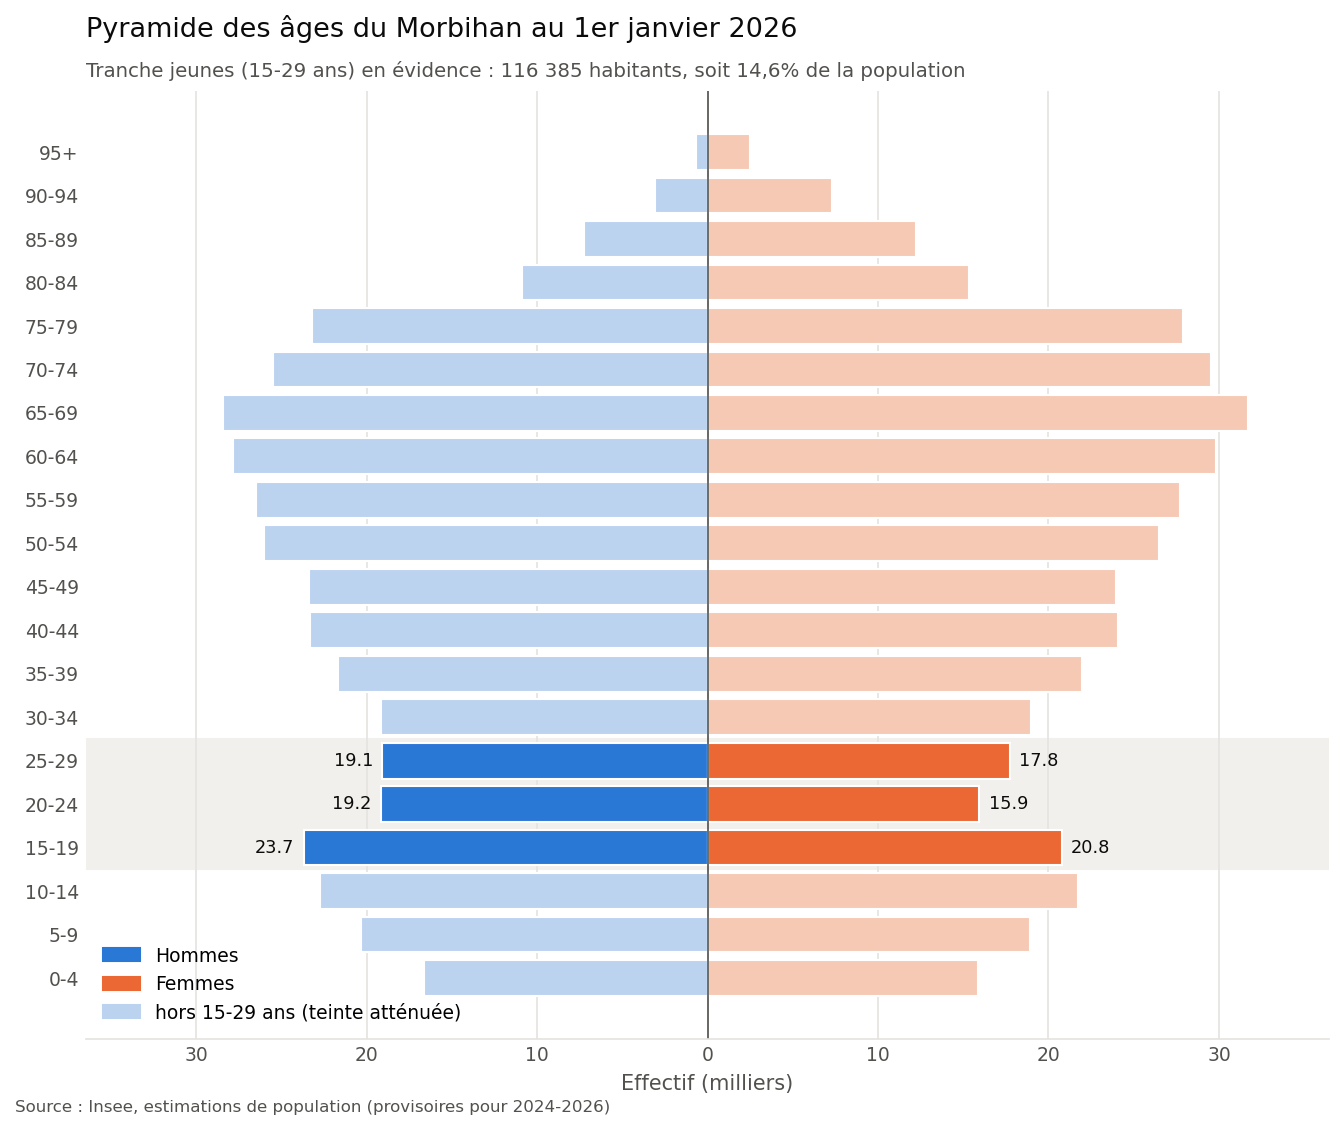 Pyramide des âges du Morbihan au 1er janvier 2026
Tranche jeunes (15-29 ans) en évidence : 116 385 habitants, soit 14,6% de la population
95+
90-94
85-89
80-84
75-79
70-74
65-69
60-64
55-59
50-54
45-49
40-44
35-39
30-34
25-29 19.1 17.8
20-24 19.2 15.9
15-19 23.7 20.8
10-14
5-9
0-4
Hommes
Femmes
hors 15-29 ans (teinte atténuée)
30 20 10 0 10 20 30
Effectif (milliers)
Source : Insee, estimations de population (provisoires pour 2024-2026)